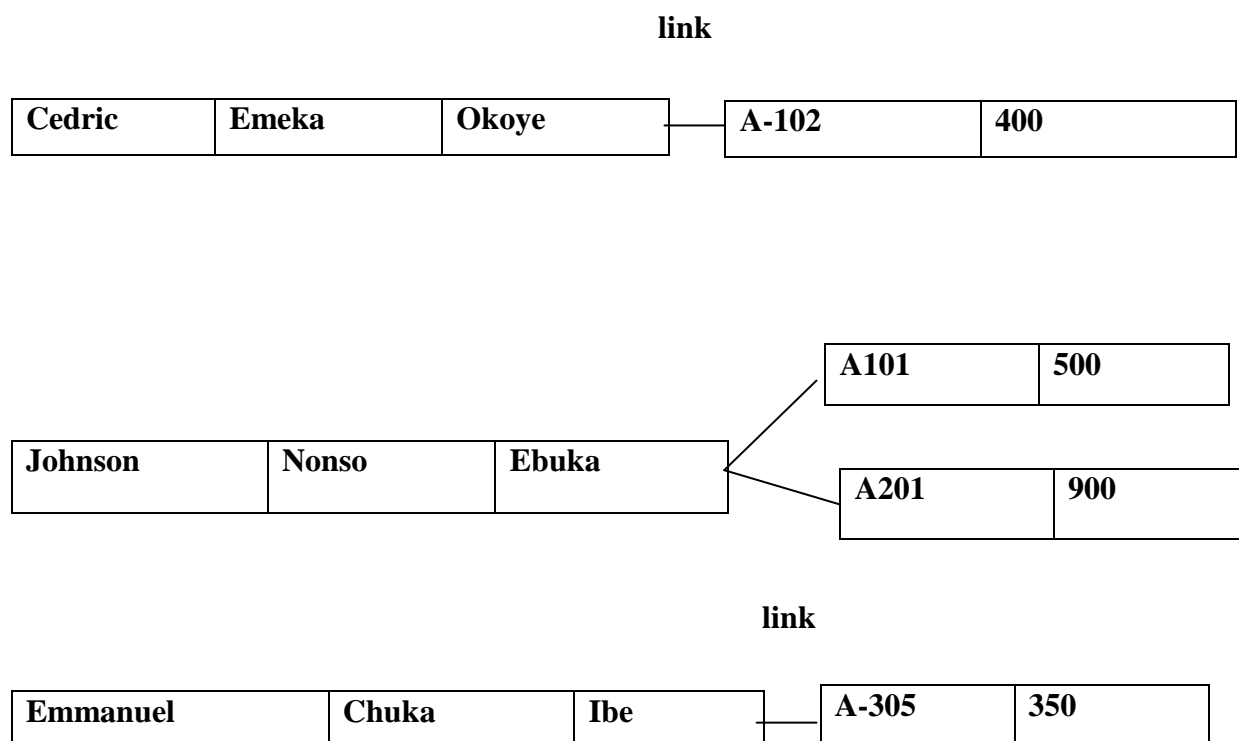 link
Cedric Emeka Okoye A-102 400
A101 500
Johnson Nonso Ebuka
A201 900
link
Emmanuel Chuka Ibe A-305 350